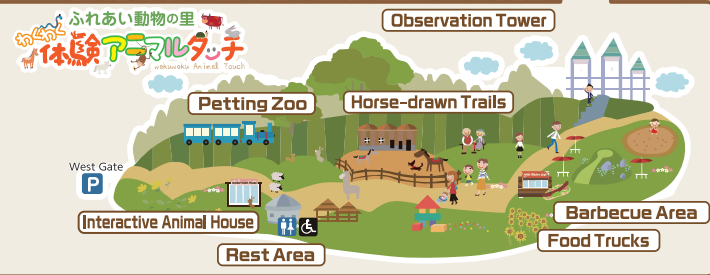 ふれあい動物の里
わくわく
体験アニマルタッチ
wakuwaku Animal Touch
Observation Tower
Petting Zoo
Horse-drawn Trails
West Gate
P
Interactive Animal House
Barbecue Area
Food Trucks
Rest Area